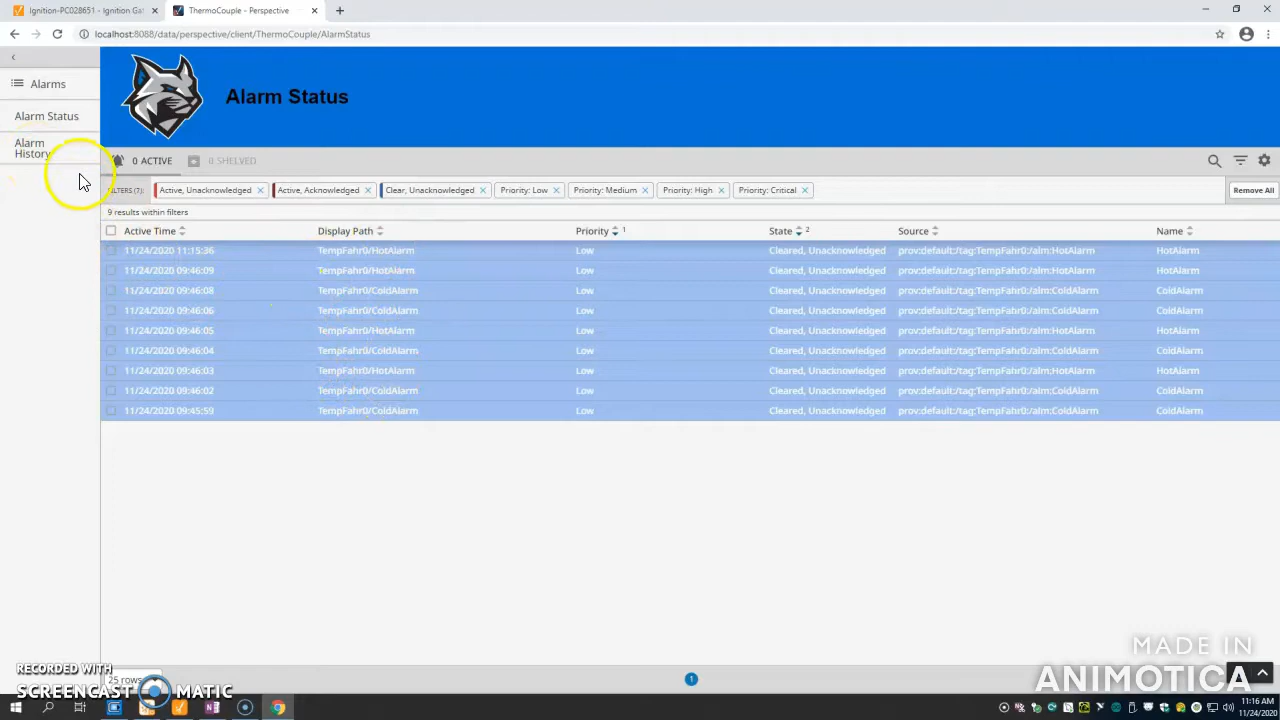 Ignition-PC028651 - Ignition Ga
ThermoCouple - Perspective
localhost:8088/data/perspective/client/ThermoCouple/AlarmStatus
Alarms
Alarm Status
Alarm
History
Alarm Status
0 ACTIVE
0 SHELVED
FILTERS (7):
Active, Unacknowledged
Active, Acknowledged
Clear, Unacknowledged
Priority: Low
Priority: Medium
Priority: High
Priority: Critical
Remove All
9 results within filters
Active Time Display Path Priority 1 State 2 Source Name
11/24/2020 11:15:36 TempFahr0/HotAlarm Low Cleared, Unacknowledged prov:default:/tag:TempFahr0:/alm:HotAlarm HotAlarm
11/24/2020 09:46:09 TempFahr0/HotAlarm Low Cleared, Unacknowledged prov:default:/tag:TempFahr0:/alm:HotAlarm HotAlarm
11/24/2020 09:46:08 TempFahr0/ColdAlarm Low Cleared, Unacknowledged prov:default:/tag:TempFahr0:/alm:ColdAlarm ColdAlarm
11/24/2020 09:46:06 TempFahr0/ColdAlarm Low Cleared, Unacknowledged prov:default:/tag:TempFahr0:/alm:ColdAlarm ColdAlarm
11/24/2020 09:46:05 TempFahr0/HotAlarm Low Cleared, Unacknowledged prov:default:/tag:TempFahr0:/alm:HotAlarm HotAlarm
11/24/2020 09:46:04 TempFahr0/ColdAlarm Low Cleared, Unacknowledged prov:default:/tag:TempFahr0:/alm:ColdAlarm ColdAlarm
11/24/2020 09:46:03 TempFahr0/HotAlarm Low Cleared, Unacknowledged prov:default:/tag:TempFahr0:/alm:HotAlarm HotAlarm
11/24/2020 09:46:02 TempFahr0/ColdAlarm Low Cleared, Unacknowledged prov:default:/tag:TempFahr0:/alm:ColdAlarm ColdAlarm
11/24/2020 09:45:59 TempFahr0/ColdAlarm Low Cleared, Unacknowledged prov:default:/tag:TempFahr0:/alm:ColdAlarm ColdAlarm
MADE IN
ANIMOTICA
RECORDED WITH
SCREENCAST MATIC
25 rows
1
11:16 AM
11/24/2020